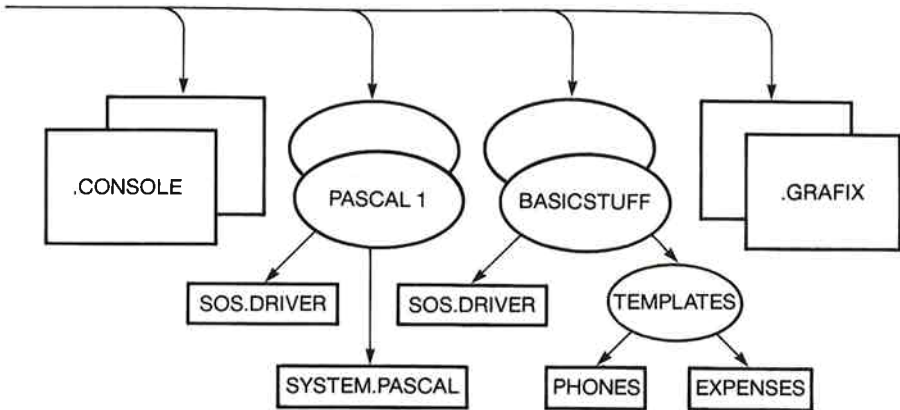 .CONSOLE
PASCAL 1
BASICSTUFF
.GRAFIX
SOS.DRIVER
SOS.DRIVER
TEMPLATES
SYSTEM.PASCAL
PHONES
EXPENSES